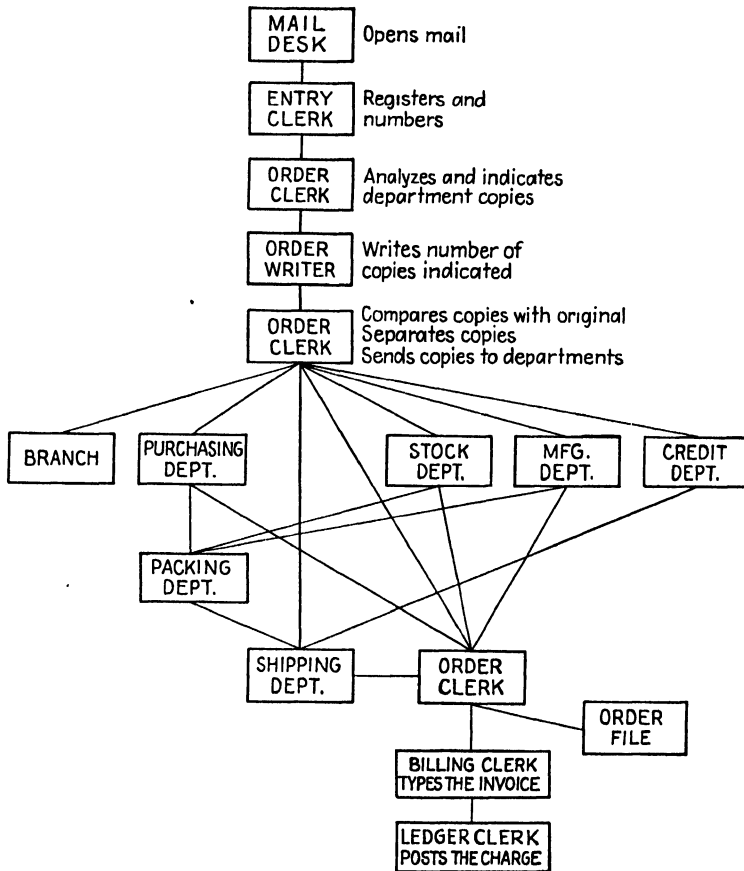 MAIL
DESK
Opens mail
ENTRY
CLERK
Registers and
numbers
ORDER
CLERK
Analyzes and indicates
department copies
ORDER
WRITER
Writes number of
copies indicated
ORDER
CLERK
Compares copies with original
Separates copies
Sends copies to departments
BRANCH
PURCHASING
DEPT.
STOCK
DEPT.
MFG.
DEPT.
CREDIT
DEPT.
PACKING
DEPT.
SHIPPING
DEPT.
ORDER
CLERK
ORDER
FILE
BILLING CLERK
TYPES THE INVOICE
LEDGER CLERK
POSTS THE CHARGE